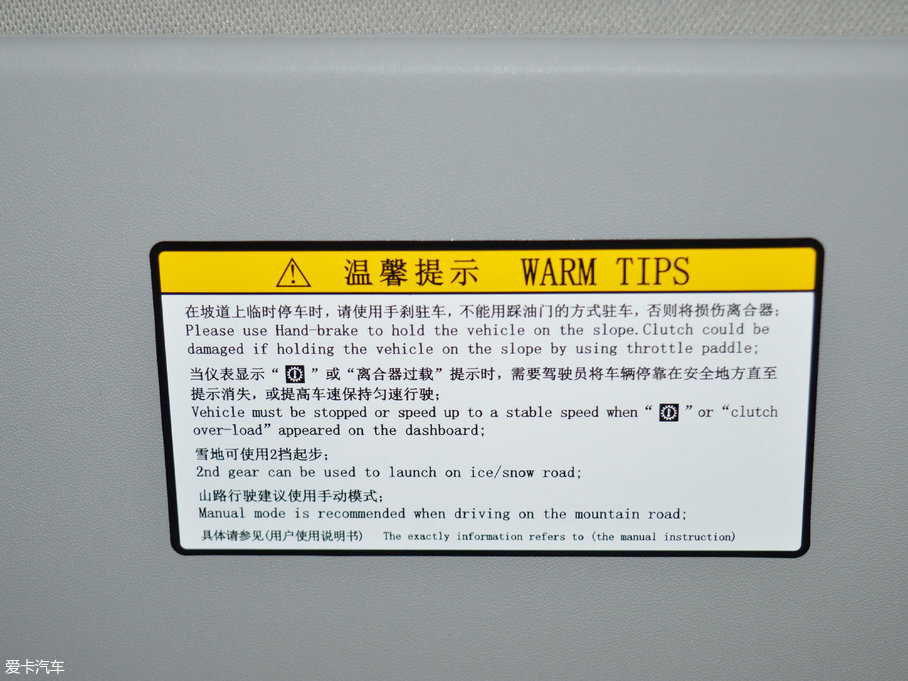 温馨提示 WARM TIPS
在坡道上临时停车时，请使用手刹驻车，不能用踩油门的方式驻车，否则将损伤离合器；
Please use Hand-brake to hold the vehicle on the slope.Clutch could be
damaged if holding the vehicle on the slope by using throttle paddle;
当仪表显示“ ”或“离合器过载”提示时，需要驾驶员将车辆停靠在安全地方直至
提示消失，或提高车速保持匀速行驶；
Vehicle must be stopped or speed up to a stable speed when “ ” or “clutch
over-load” appeared on the dashboard;
雪地可使用2挡起步；
2nd gear can be used to launch on ice/snow road;
山路行驶建议使用手动模式；
Manual mode is recommended when driving on the mountain road;
具体请参见(用户使用说明书) The exactly information refers to (the manual instruction)
爱卡汽车